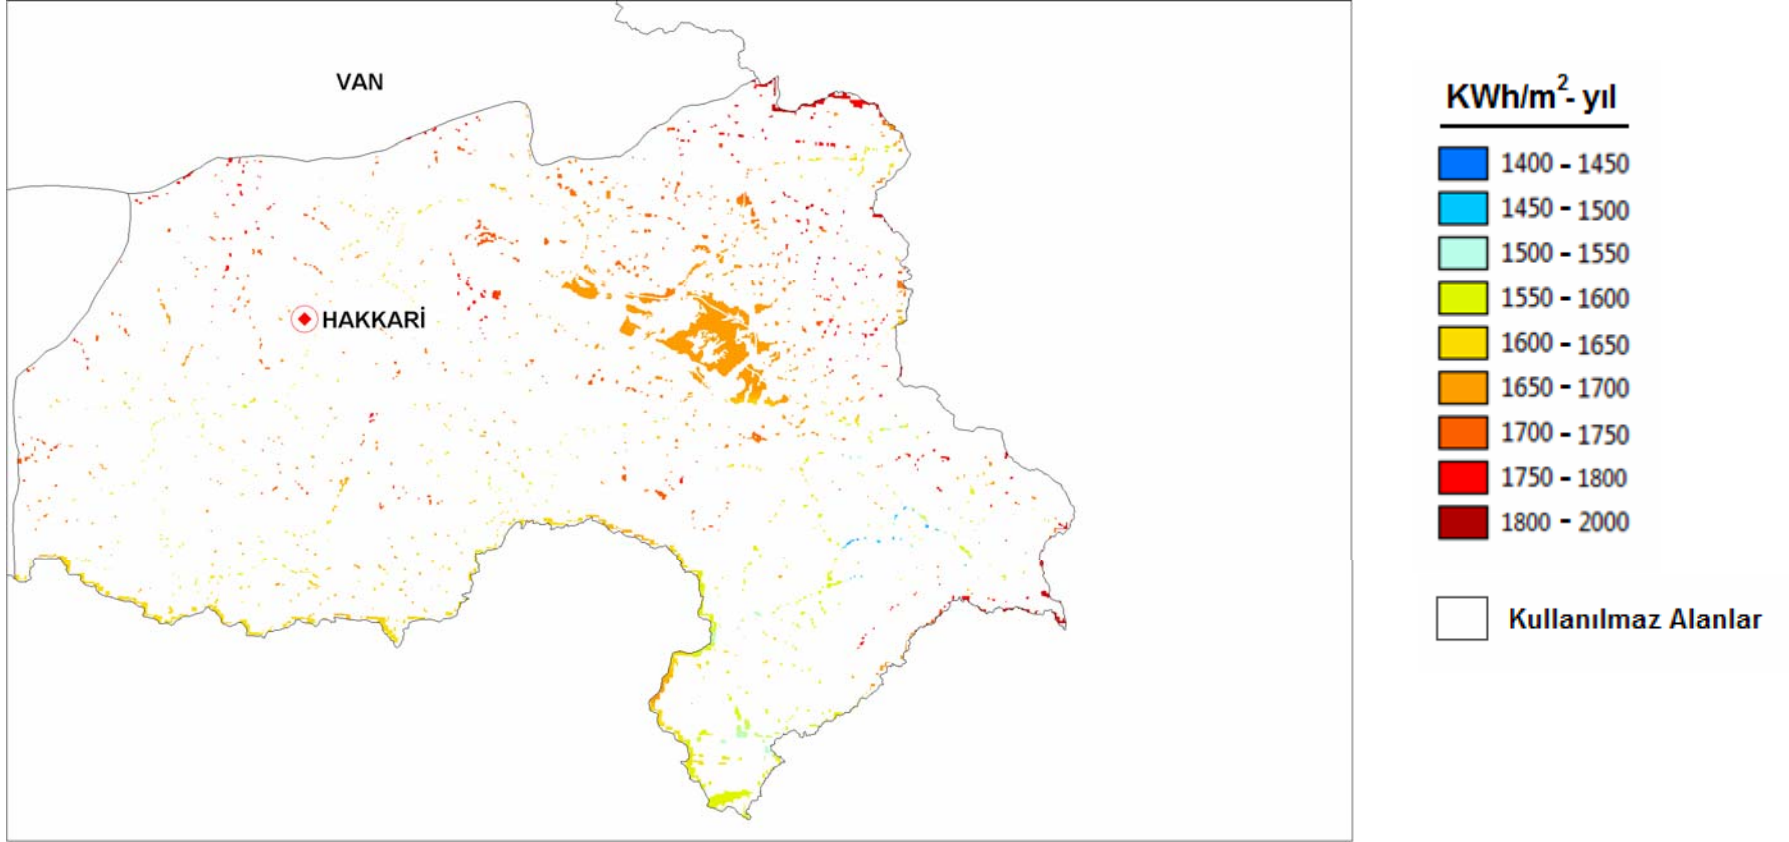 VAN
HAKKARİ
KWh/m²- yıl
1400 - 1450
1450 - 1500
1500 - 1550
1550 - 1600
1600 - 1650
1650 - 1700
1700 - 1750
1750 - 1800
1800 - 2000
Kullanılmaz Alanlar